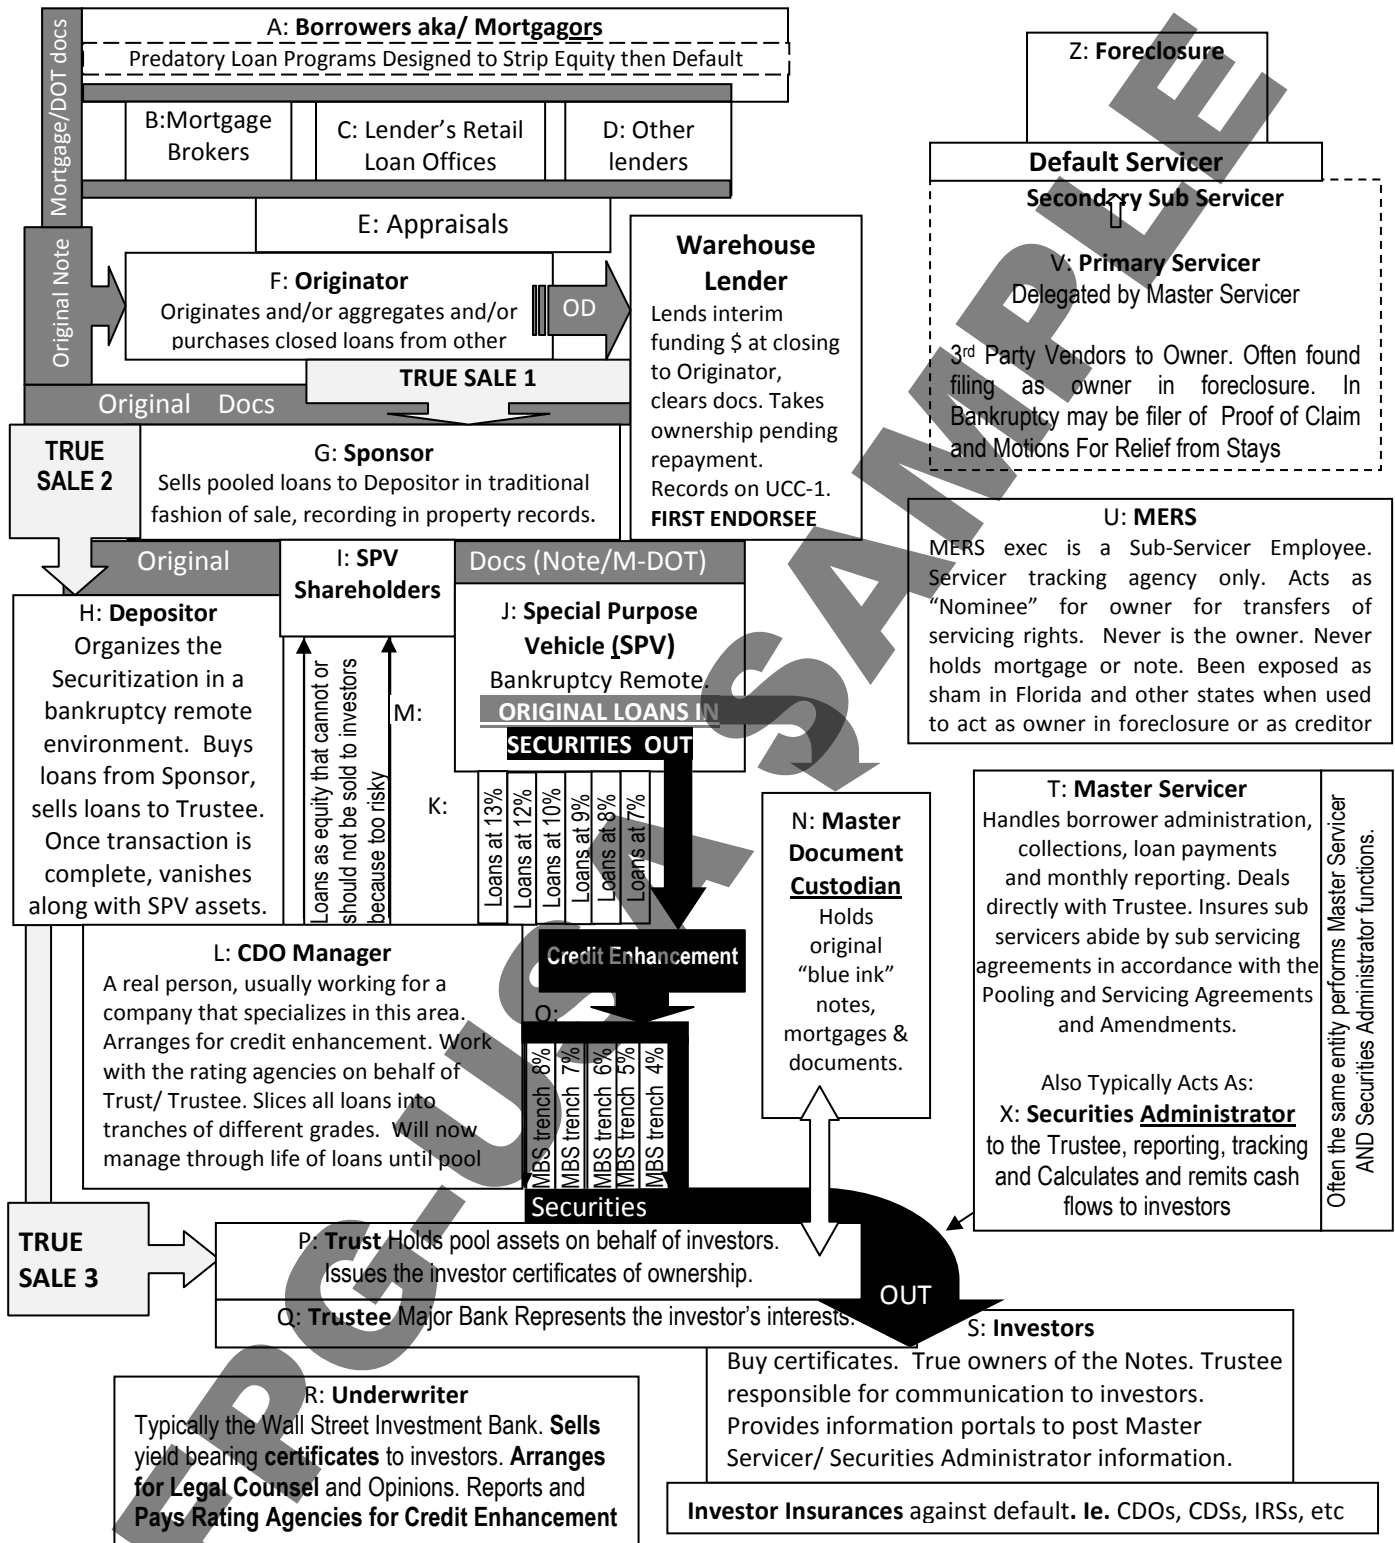 A: Borrowers aka/ Mortgagors
Predatory Loan Programs Designed to Strip Equity then Default
Mortgage/DOT docs
B:Mortgage
Brokers
C: Lender’s Retail
Loan Offices
D: Other
lenders
E: Appraisals
Original Note
F: Originator
Originates and/or aggregates and/or
purchases closed loans from other
OD
Warehouse
Lender
Lends interim
funding $ at closing
to Originator,
clears docs. Takes
ownership pending
repayment.
Records on UCC-1.
FIRST ENDORSEE
TRUE SALE 1
Original Docs
TRUE
SALE 2
G: Sponsor
Sells pooled loans to Depositor in traditional
fashion of sale, recording in property records.
Original
I: SPV
Shareholders
Docs (Note/M-DOT)
H: Depositor
Organizes the
Securitization in a
bankruptcy remote
environment. Buys
loans from Sponsor,
sells loans to Trustee.
Once transaction is
complete, vanishes
along with SPV assets.
Loans as equity that cannot or
should not be sold to investors
because too risky
M:
K:
J: Special Purpose
Vehicle (SPV)
Bankruptcy Remote.
ORIGINAL LOANS IN
SECURITIES OUT
Loans at 13%
Loans at 12%
Loans at 10%
Loans at 9%
Loans at 8%
Loans at 7%
Credit Enhancement
L: CDO Manager
A real person, usually working for a
company that specializes in this area.
Arranges for credit enhancement. Work
with the rating agencies on behalf of
Trust/ Trustee. Slices all loans into
tranches of different grades. Will now
manage through life of loans until pool
O:
MBS trench 8%
MBS trench 7%
MBS trench 6%
MBS trench 5%
MBS trench 4%
Securities
OUT
N: Master
Document
Custodian
Holds
original
“blue ink”
notes,
mortgages &
documents.
TRUE
SALE 3
P: Trust Holds pool assets on behalf of investors.
Issues the investor certificates of ownership.
Q: Trustee Major Bank Represents the investor’s interests.
R: Underwriter
Typically the Wall Street Investment Bank. Sells
yield bearing certificates to investors. Arranges
for Legal Counsel and Opinions. Reports and
Pays Rating Agencies for Credit Enhancement
S: Investors
Buy certificates. True owners of the Notes. Trustee
responsible for communication to investors.
Provides information portals to post Master
Servicer/ Securities Administrator information.
Investor Insurances against default. Ie. CDOs, CDSs, IRSs, etc
Z: Foreclosure
Default Servicer
Secondary Sub Servicer
V: Primary Servicer
Delegated by Master Servicer
3rd Party Vendors to Owner. Often found
filing as owner in foreclosure. In
Bankruptcy may be filer of Proof of Claim
and Motions For Relief from Stays
U: MERS
MERS exec is a Sub-Servicer Employee.
Servicer tracking agency only. Acts as
“Nominee” for owner for transfers of
servicing rights. Never is the owner. Never
holds mortgage or note. Been exposed as
sham in Florida and other states when used
to act as owner in foreclosure or as creditor
T: Master Servicer
Handles borrower administration,
collections, loan payments
and monthly reporting. Deals
directly with Trustee. Insures sub
servicers abide by sub servicing
agreements in accordance with the
Pooling and Servicing Agreements
and Amendments.
Also Typically Acts As:
X: Securities Administrator
to the Trustee, reporting, tracking
and Calculates and remits cash
flows to investors
Often the same entity performs Master Servicer
AND Securities Administrator functions.
FPG-USA SAMPLE